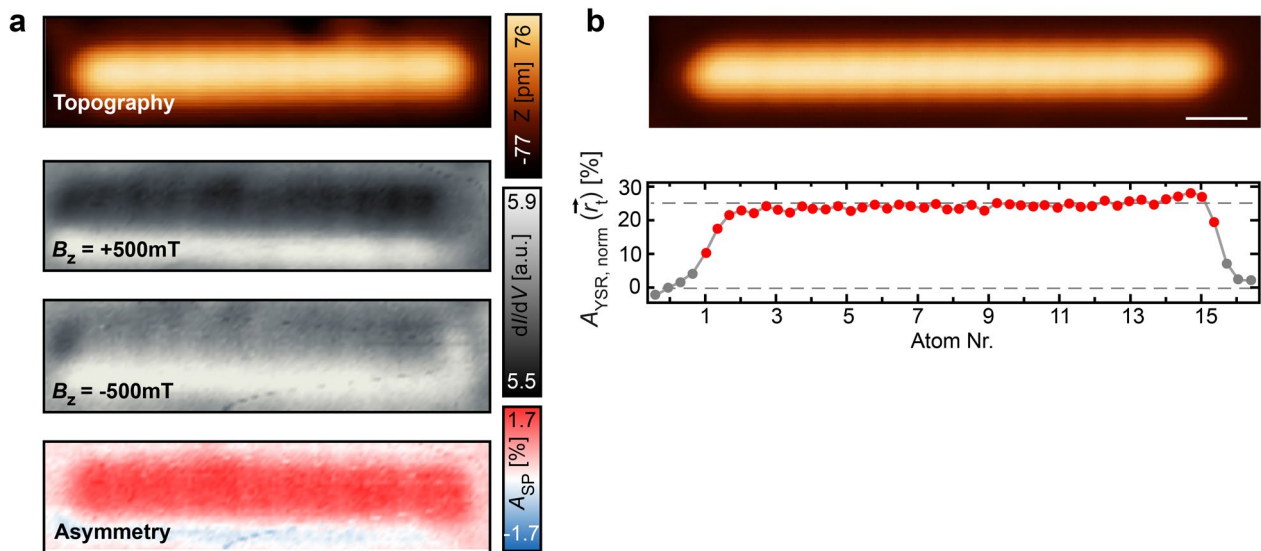 a
Topography
76
Z [pm]
-77
B_z = +500mT
5.9
dI/dV [a.u.]
5.5
B_z = -500mT
1.7
A_SP [%]
-1.7
Asymmetry
b
A_YSR, norm (r⃗_t) [%]
30
20
10
0
1 3 5 7 9 11 13 15
Atom Nr.